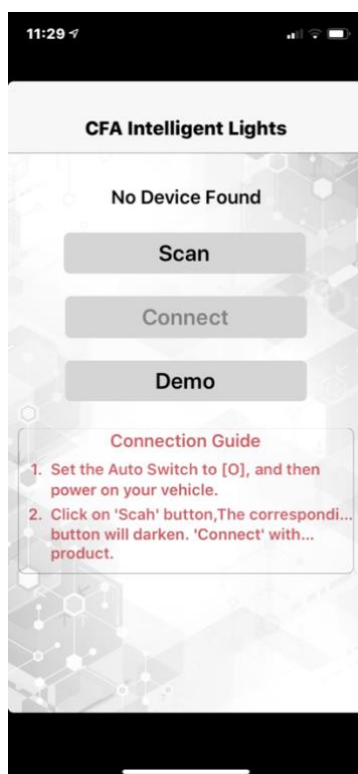 11:29
CFA Intelligent Lights
No Device Found
Scan
Connect
Demo
Connection Guide
1. Set the Auto Switch to [O], and then
power on your vehicle.
2. Click on 'Scah' button,The correspondi...
button will darken. 'Connect' with...
product.